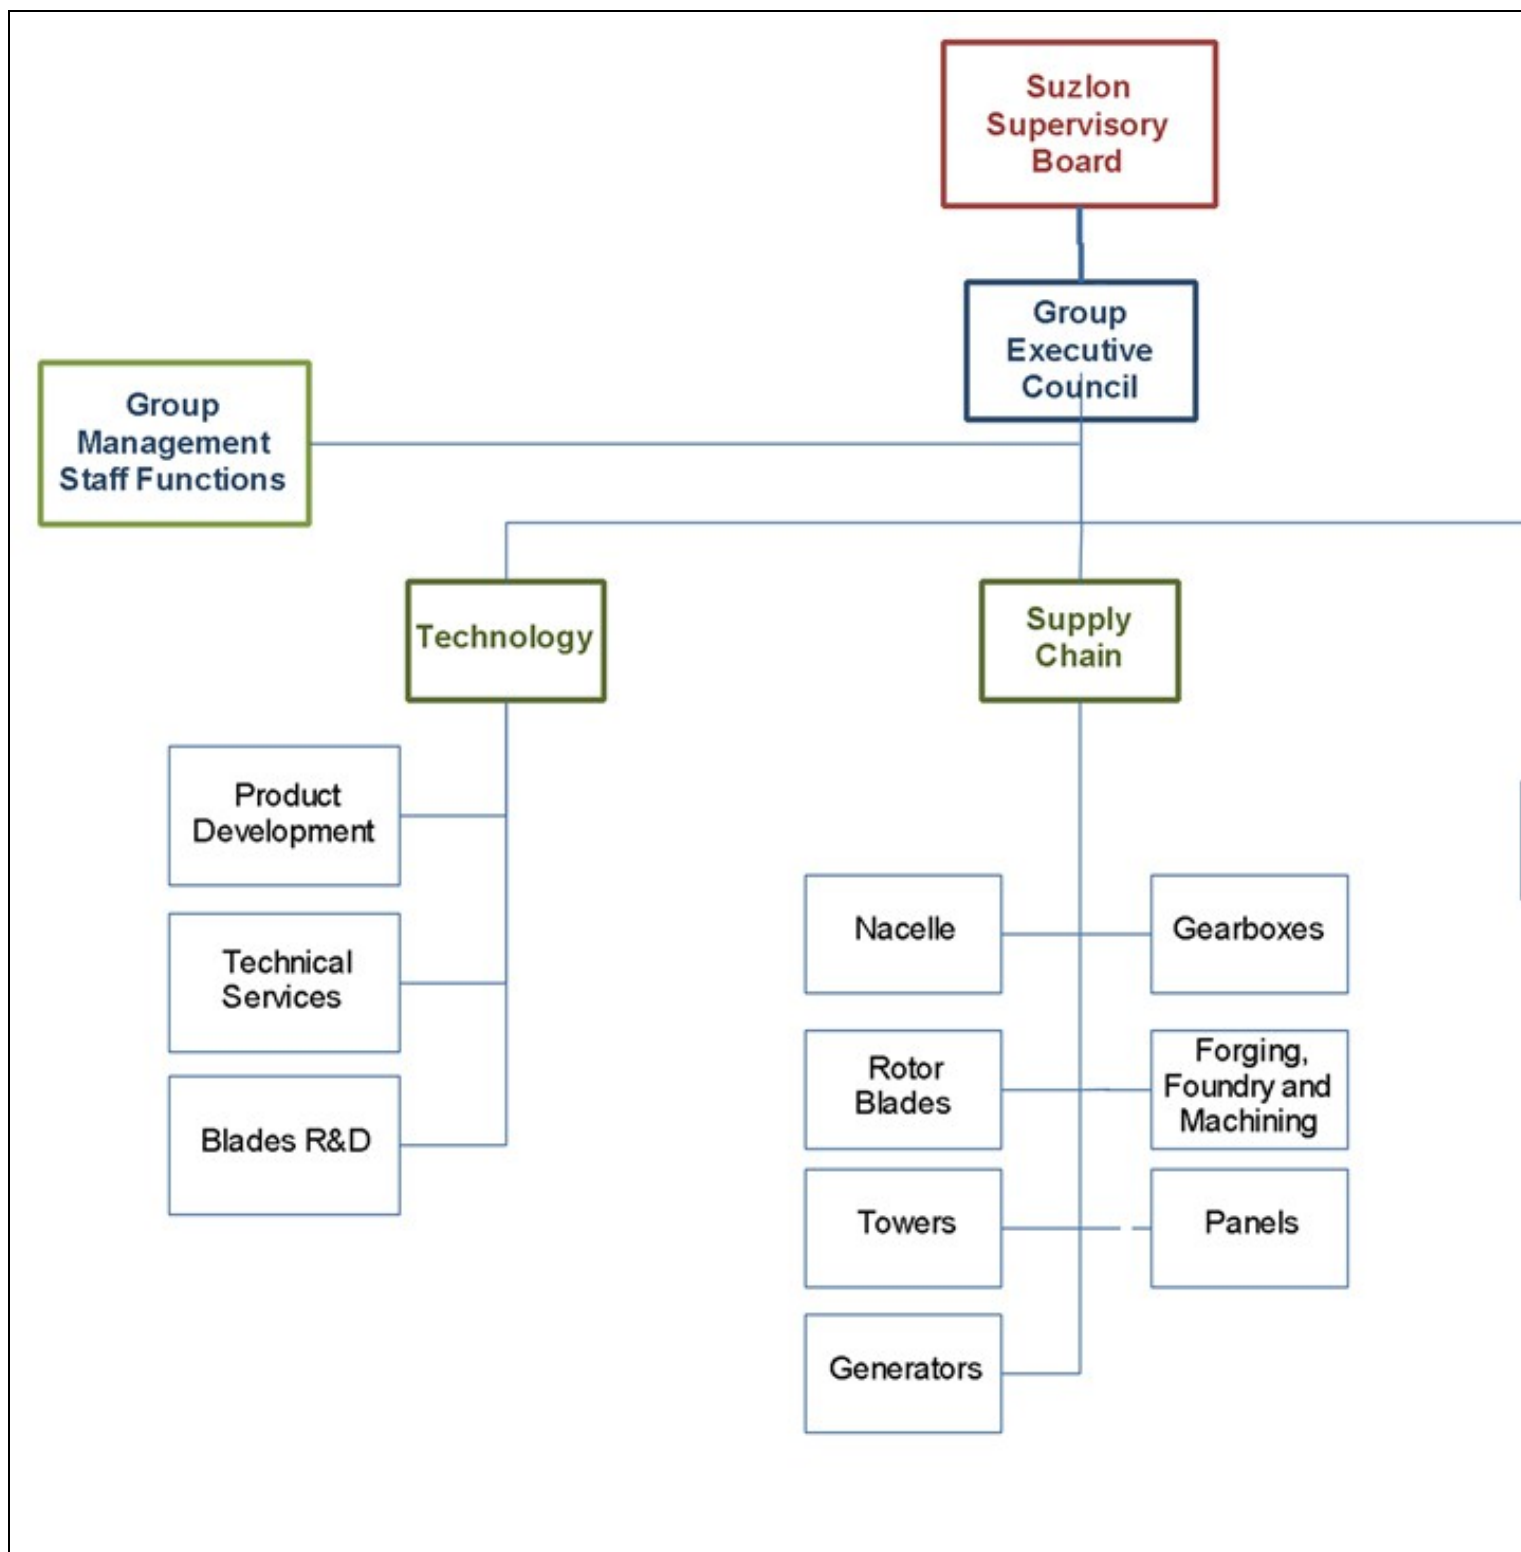 Suzlon
Supervisory
Board
Group
Executive
Council
Group
Management
Staff Functions
Technology
Supply
Chain
Product
Development
Technical
Services
Blades R&D
Nacelle
Gearboxes
Rotor
Blades
Forging,
Foundry and
Machining
Towers
Panels
Generators